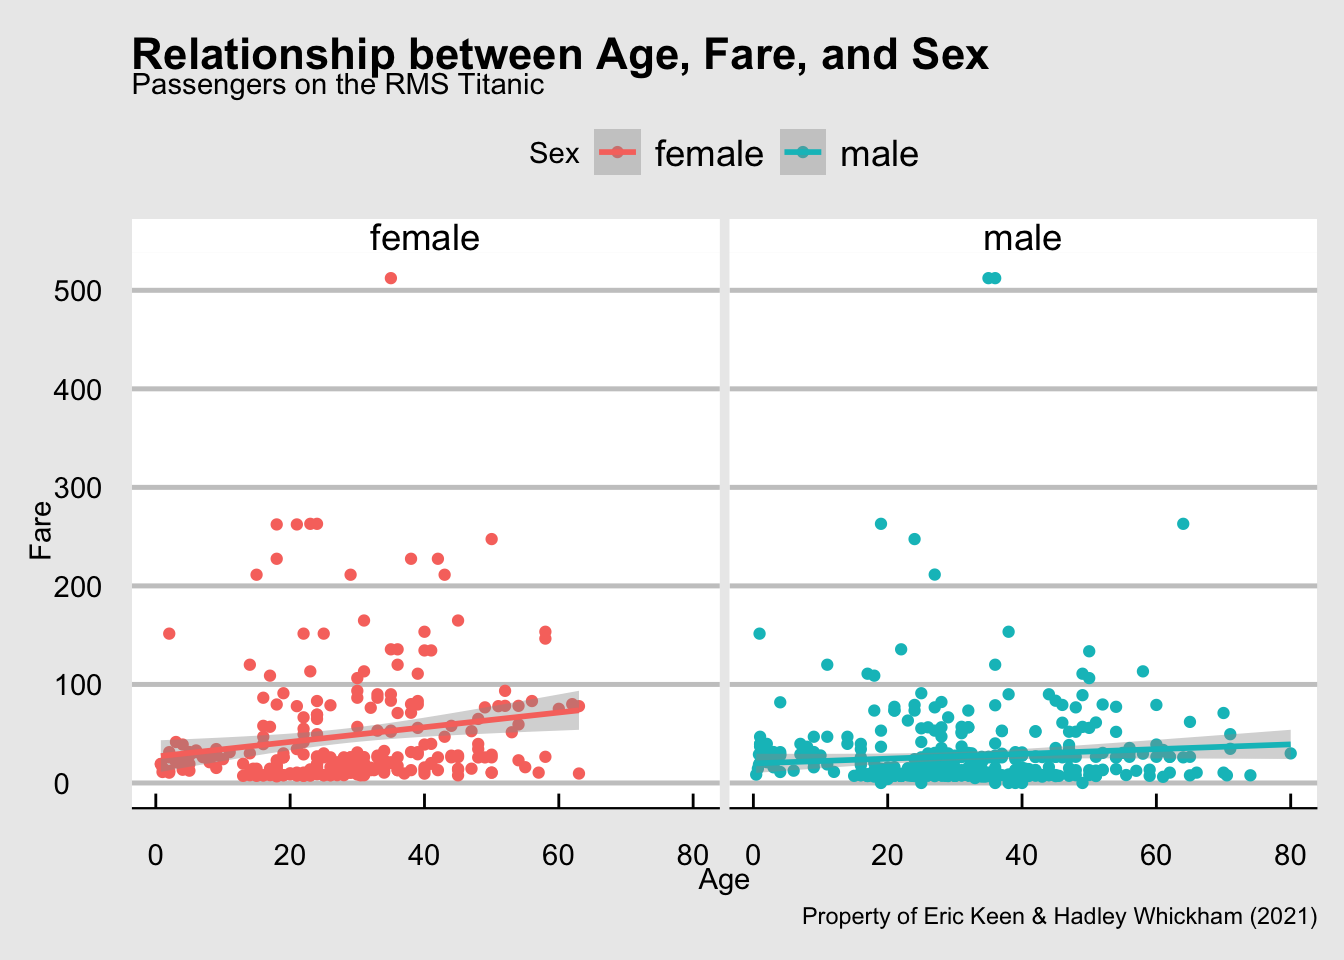 Relationship between Age, Fare, and Sex
Passengers on the RMS Titanic
Sex female male
female male
500
400
300
200
100
0
Fare
0 20 40 60 80 0 20 40 60 80
Age
Property of Eric Keen & Hadley Whickham (2021)